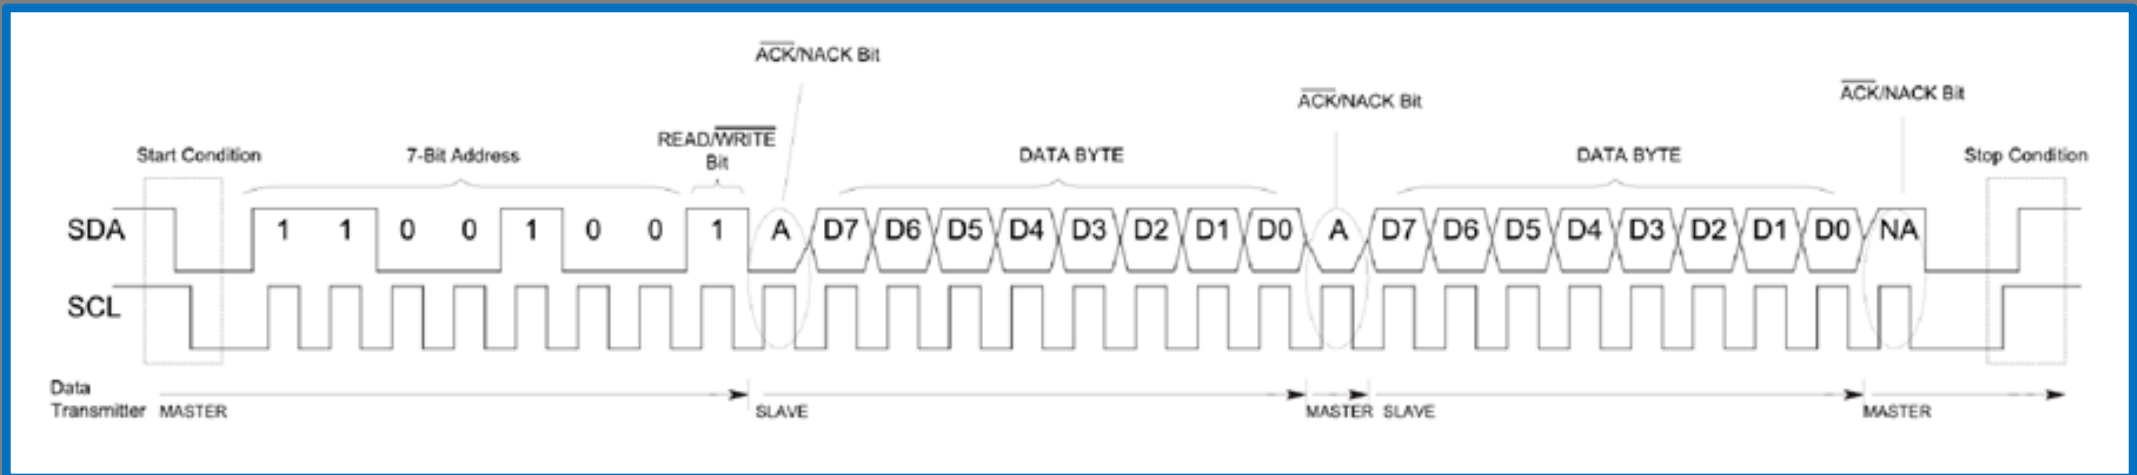 ACK/NACK Bit
ACK/NACK Bit
ACK/NACK Bit
Start Condition
7-Bit Address
READ/WRITE
Bit
DATA BYTE
DATA BYTE
Stop Condition
SDA 1 1 0 0 1 0 0 1 A D7 D6 D5 D4 D3 D2 D1 D0 A D7 D6 D5 D4 D3 D2 D1 D0 NA
SCL
Data
Transmitter MASTER SLAVE MASTER SLAVE MASTER